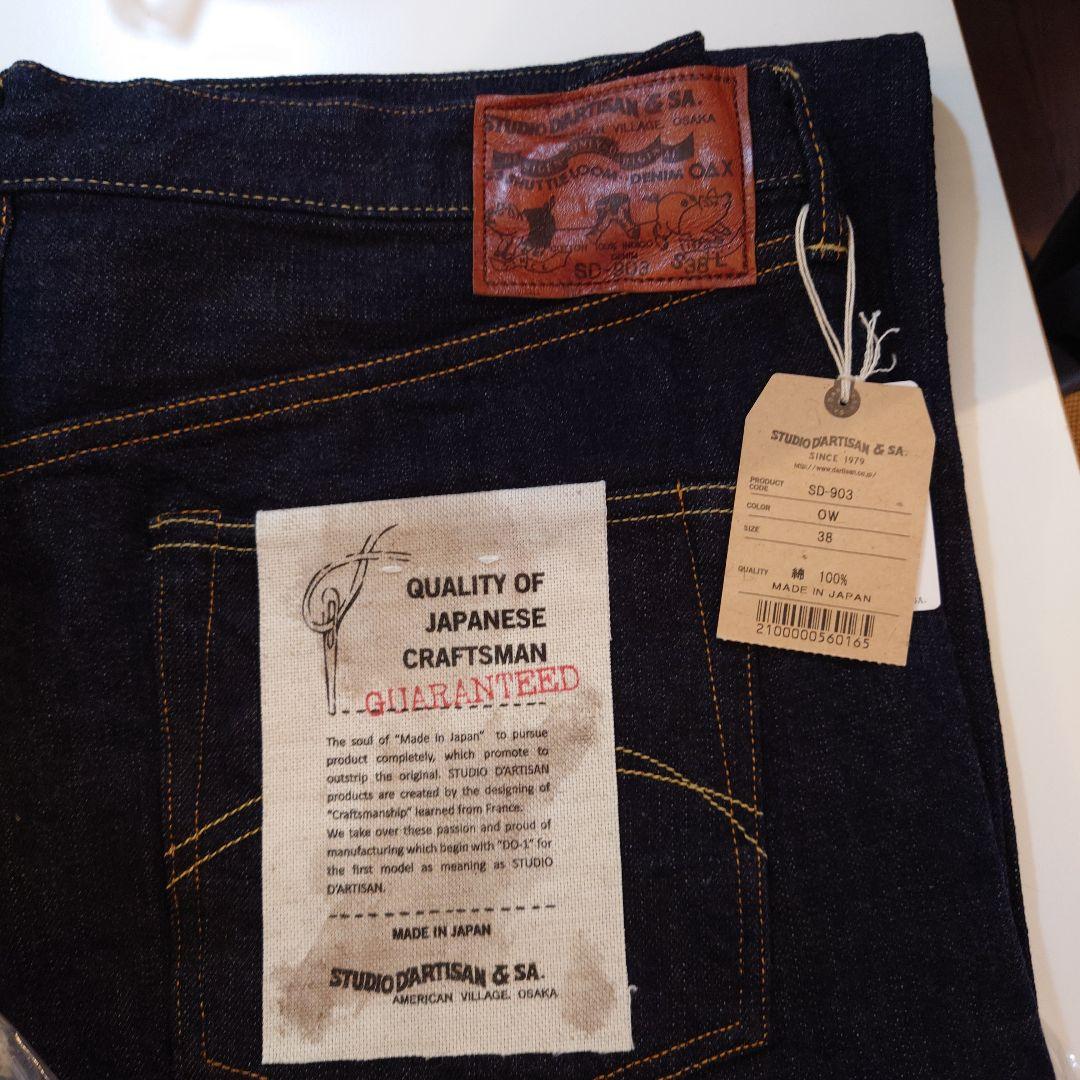 STUDIO D'ARTISAN & SA.
VILLAGE. OSAKA
SHUTTLE LOOM DENIM OAX
100% INDIGO
DENIM
SD-903 S38 L
STUDIO D'ARTISAN & SA.
SINCE 1979
http://www.dartisan.co.jp/
PRODUCT CODE SD-903
COLOR OW
SIZE 38
QUALITY 綿 100%
MADE IN JAPAN
2100000560165
QUALITY OF
JAPANESE
CRAFTSMAN
GUARANTEED
The soul of "Made in Japan" to pursue
product completely, which promote to
outstrip the original. STUDIO D'ARTISAN
products are created by the designing of
"Craftsmanship" learned from France.
We take over these passion and proud of
manufacturing which begin with "DO-1" for
the first model as meaning as STUDIO
D'ARTISAN.
MADE IN JAPAN
STUDIO D'ARTISAN & SA.
AMERICAN VILLAGE. OSAKA